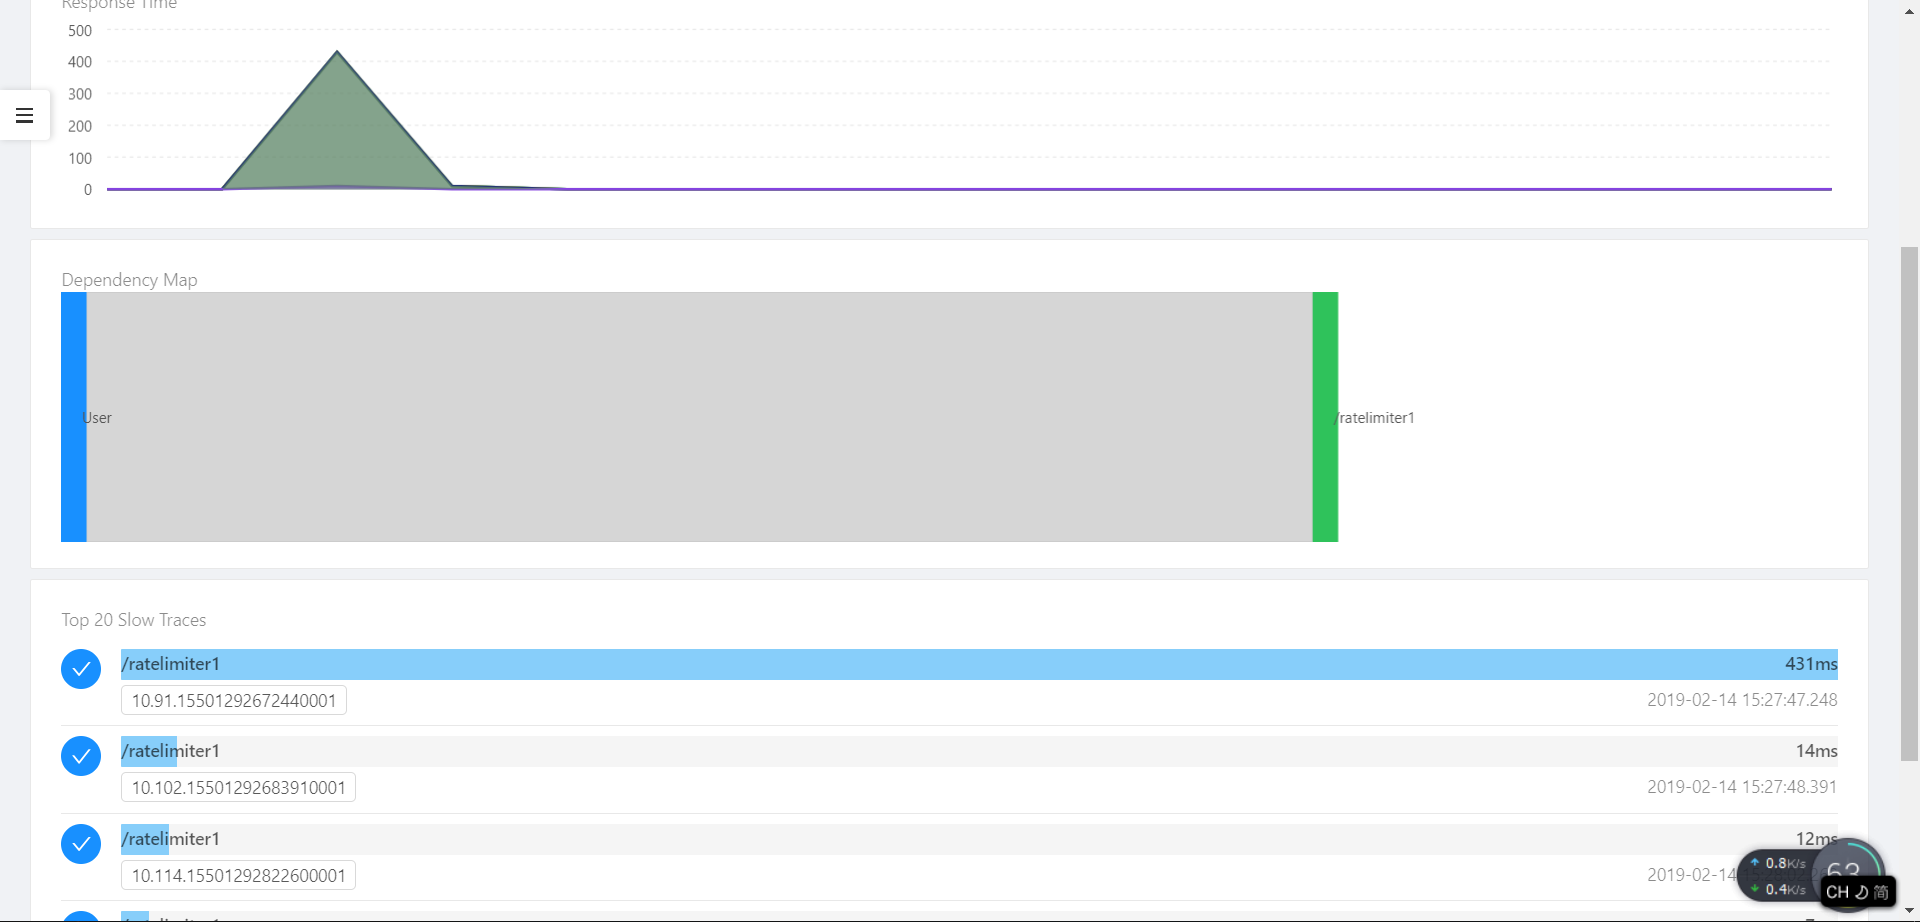 Response Time
500
400
300
200
100
0
Dependency Map
User
/ratelimiter1
Top 20 Slow Traces
/ratelimiter1 431ms
10.91.15501292672440001 2019-02-14 15:27:47.248
/ratelimiter1 14ms
10.102.15501292683910001 2019-02-14 15:27:48.391
/ratelimiter1 12ms
10.114.15501292822600001 2019-02-14
0.8K/s
0.4K/s
63
CH 简